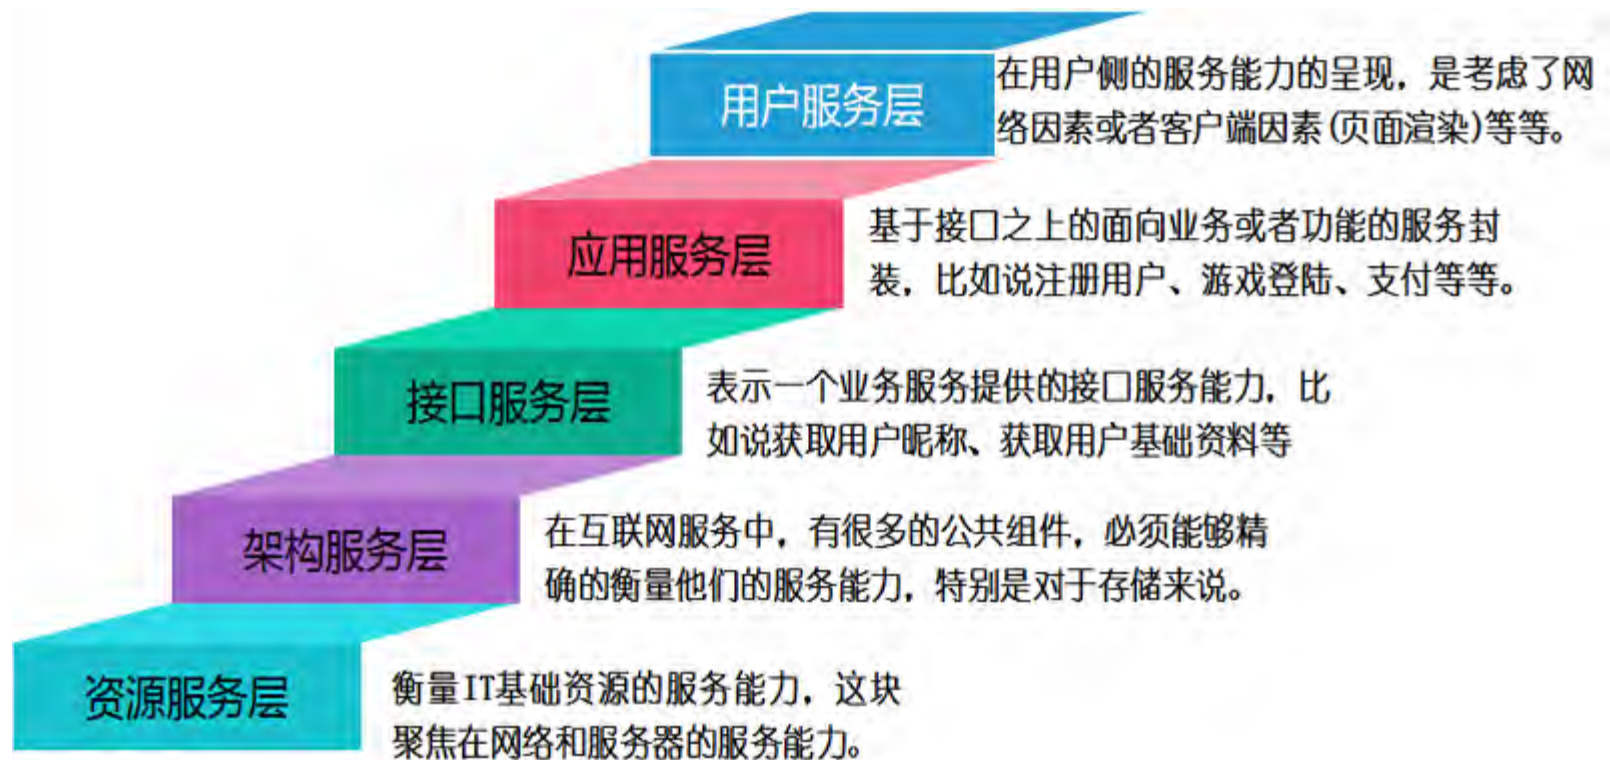 用户服务层
在用户侧的服务能力的呈现，是考虑了网
络因素或者客户端因素(页面渲染)等等。
应用服务层
基于接口之上的面向业务或者功能的服务封
装，比如说注册用户、游戏登陆、支付等等。
接口服务层
表示一个业务服务提供的接口服务能力，比
如说获取用户昵称、获取用户基础资料等
架构服务层
在互联网服务中，有很多的公共组件，必须能够精
确的衡量他们的服务能力，特别是对于存储来说。
资源服务层
衡量IT基础资源的服务能力，这块
聚焦在网络和服务器的服务能力。